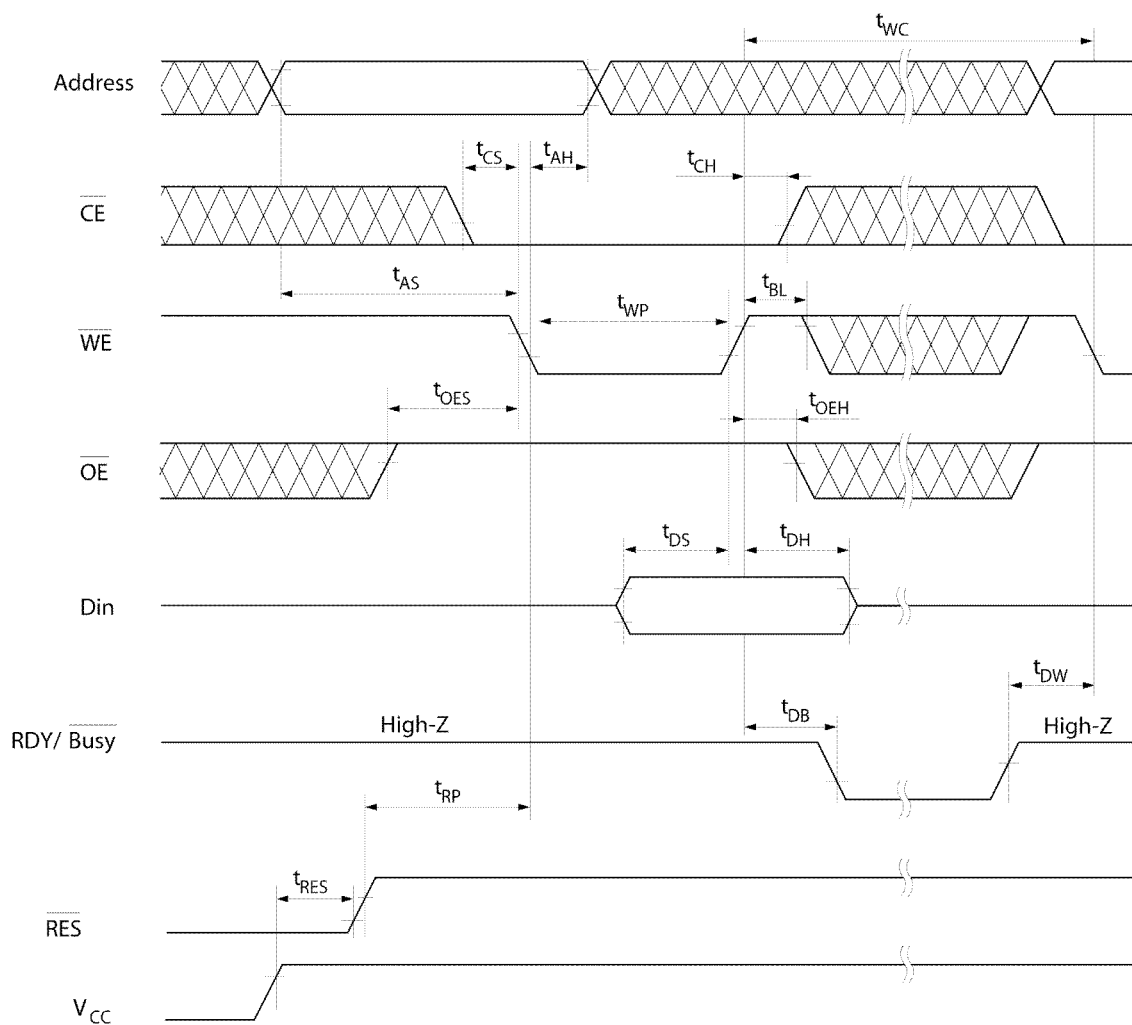 tWC
Address
tCS
tAH
tCH
CE
tAS
tWP
tBL
WE
tOES
tOEH
OE
tDS
tDH
Din
tDW
tDB
RDY/ Busy
High-Z
High-Z
tRP
tRES
RES
VCC